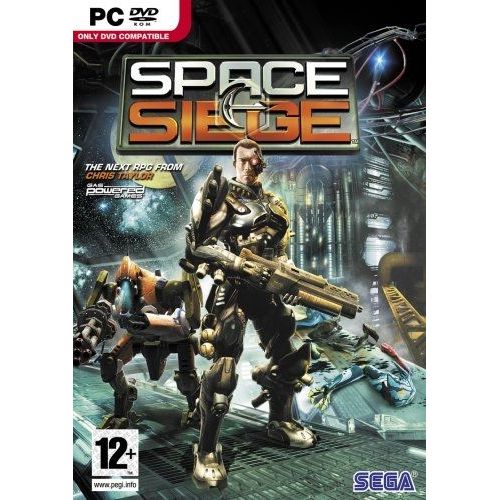 PC DVD
ROM
ONLY DVD COMPATIBLE
SPACE
SIEGE
THE NEXT RPG FROM
CHRIS TAYLOR
GAS
powered
GAMES
12+
www.pegi.info
SEGA